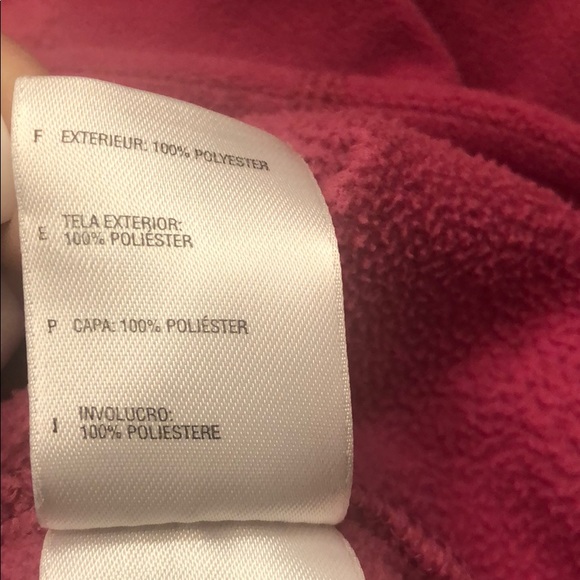 F EXTERIEUR: 100% POLYESTER
E TELA EXTERIOR:
100% POLIÉSTER
P CAPA: 100% POLIÉSTER
I INVOLUCRO:
100% POLIESTERE